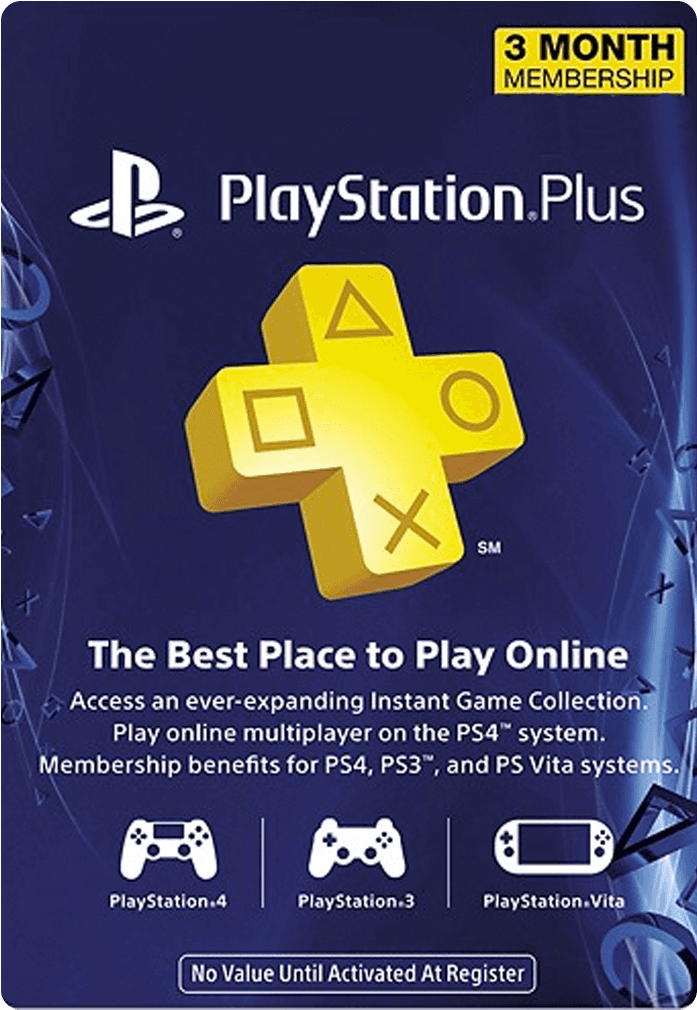 3 MONTH
MEMBERSHIP
PlayStation®Plus
®
SM
The Best Place to Play Online
Access an ever-expanding Instant Game Collection.
Play online multiplayer on the PS4™ system.
Membership benefits for PS4, PS3™, and PS Vita systems.
PlayStation®4
PlayStation®3
PlayStation®Vita
No Value Until Activated At Register